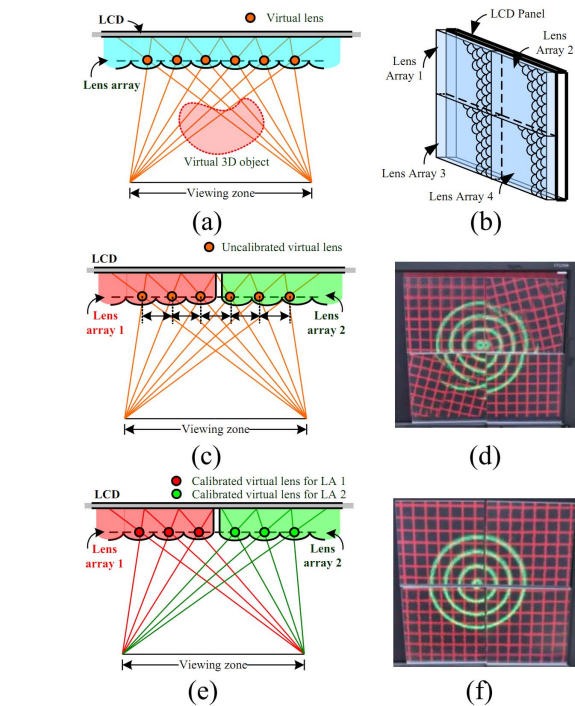 Virtual lens
LCD
Lens array
Virtual 3D object
Viewing zone
(a)
LCD Panel
Lens
Array 2
Lens
Array 1
Lens Array 3
Lens Array 4
(b)
Uncalibrated virtual lens
LCD
Lens
array 1
Lens
array 2
Viewing zone
(c)
(d)
Calibrated virtual lens for LA 1
Calibrated virtual lens for LA 2
LCD
Lens
array 1
Lens
array 2
Viewing zone
(e)
(f)